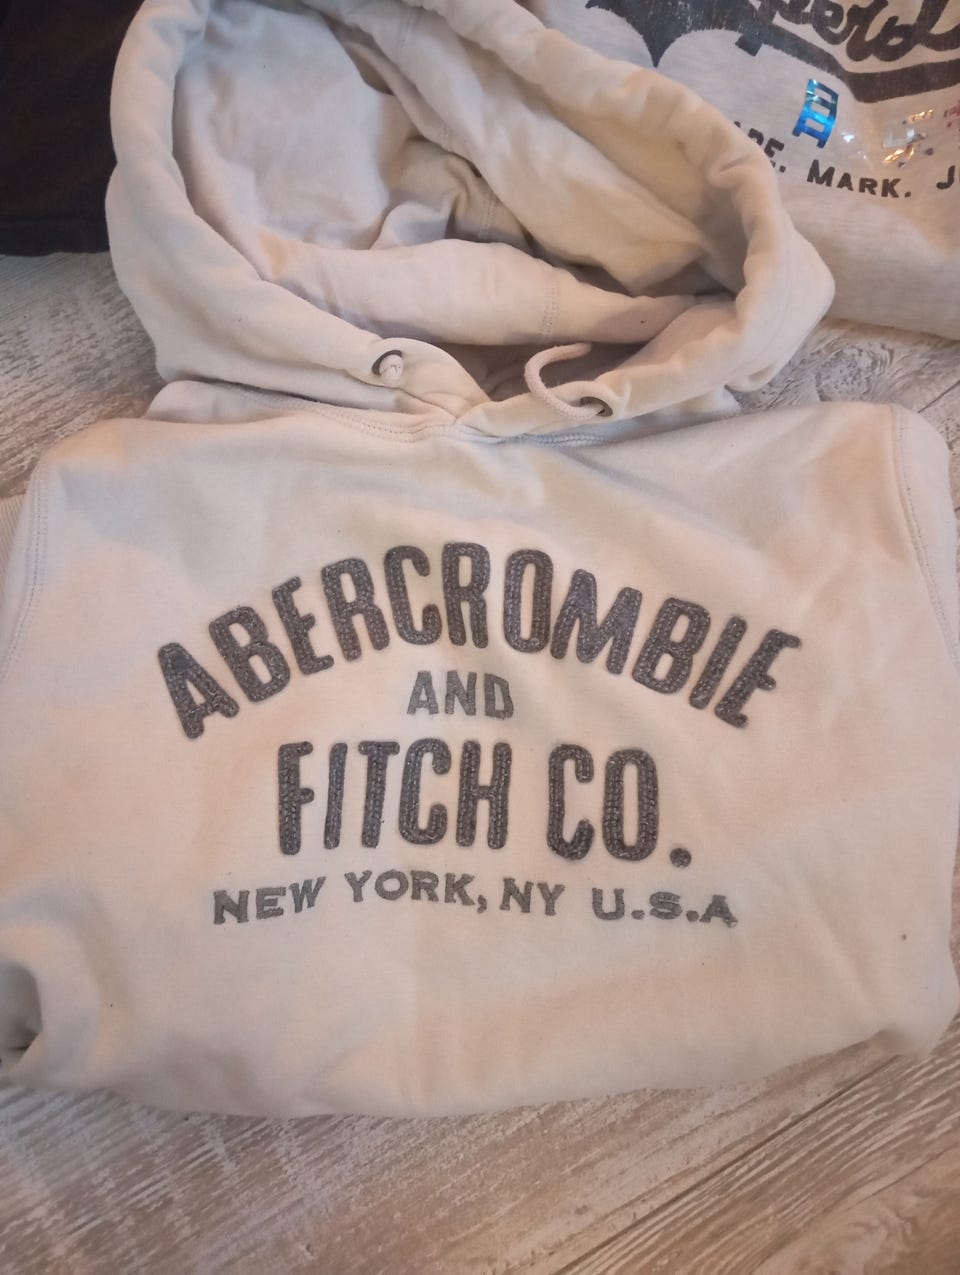 MARK.
ABERCROMBIE
AND
FITCH CO.
NEW YORK, NY U.S.A